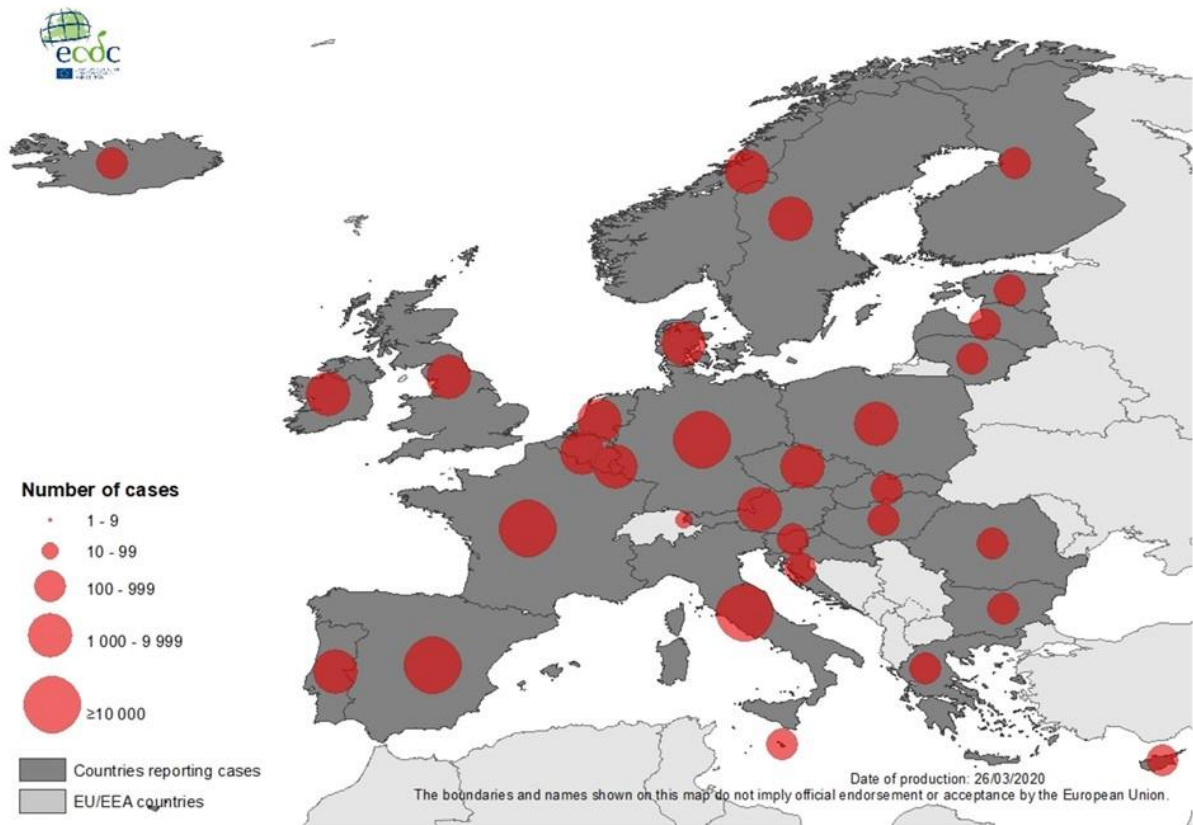 ecdc
Number of cases
1 - 9
10 - 99
100 - 999
1 000 - 9 999
≥10 000
Countries reporting cases
EU/EEA countries
Date of production: 26/03/2020
The boundaries and names shown on this map do not imply official endorsement or acceptance by the European Union.